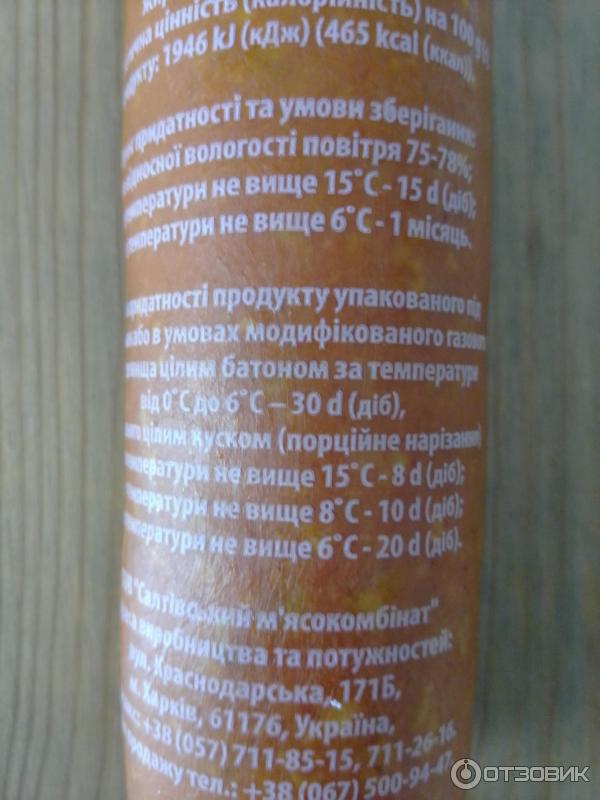 цінність (калорійність) на 100 g
1946 kJ (кДж) (465 kcal (ккал)).
придатності та умови зберігання:
відносної вологості повітря 75-78%;
температури не вище 15°C - 15 d (діб);
температури не вище 6°C - 1 місяць.
придатності продукту упакованого під
або в умовах модифікованого газового
цілим батоном за температури
від 0°C до 6°C – 30 d (діб),
цілим куском (порційне нарізання)
температури не вище 15°C - 8 d (діб);
температури не вище 8°C - 10 d (діб);
температури не вище 6°C - 20 d (діб).
"Салтівський м'ясокомбінат"
виробництва та потужностей:
вул. Краснодарська, 171Б,
м. Харків, 61176, Україна,
+38 (057) 711-85-15, 711-26-16.
тел.: +38 (067) 500-94-47
ОТЗОВИК